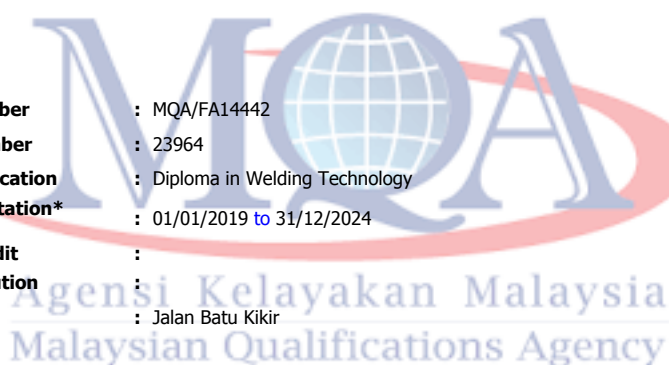 MQA
ber : MQA/FA14442
ber : 23964
cation : Diploma in Welding Technology
tation*
: 01/01/2019 to 31/12/2024
dit :
tion :
: Jalan Batu Kikir
Agensi Kelayakan Malaysia
Malaysian Qualifications Agency